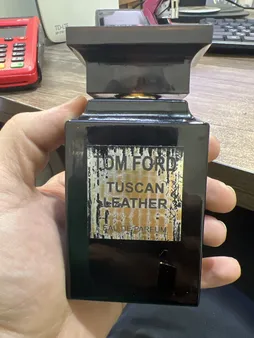 TOM FORD
TUSCAN
LEATHER
EAU DE PARFUM